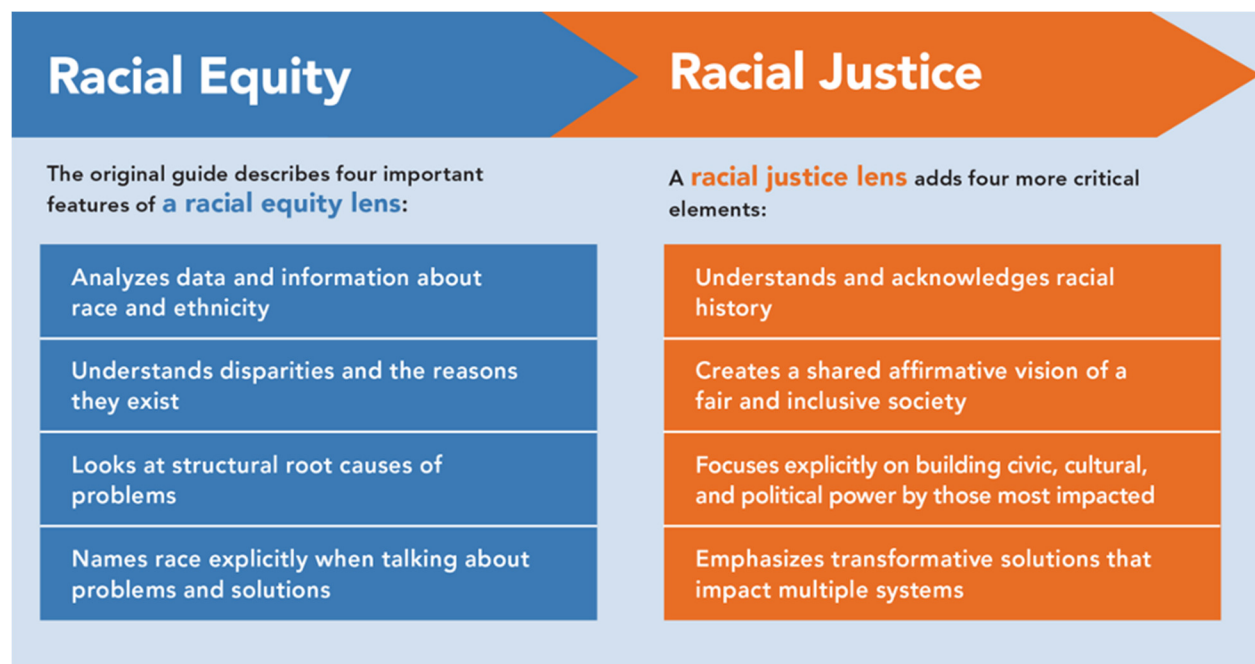 Racial Equity
The original guide describes four important
features of a racial equity lens:
Analyzes data and information about
race and ethnicity
Understands disparities and the reasons
they exist
Looks at structural root causes of
problems
Names race explicitly when talking about
problems and solutions
Racial Justice
A racial justice lens adds four more critical
elements:
Understands and acknowledges racial
history
Creates a shared affirmative vision of a
fair and inclusive society
Focuses explicitly on building civic, cultural,
and political power by those most impacted
Emphasizes transformative solutions that
impact multiple systems